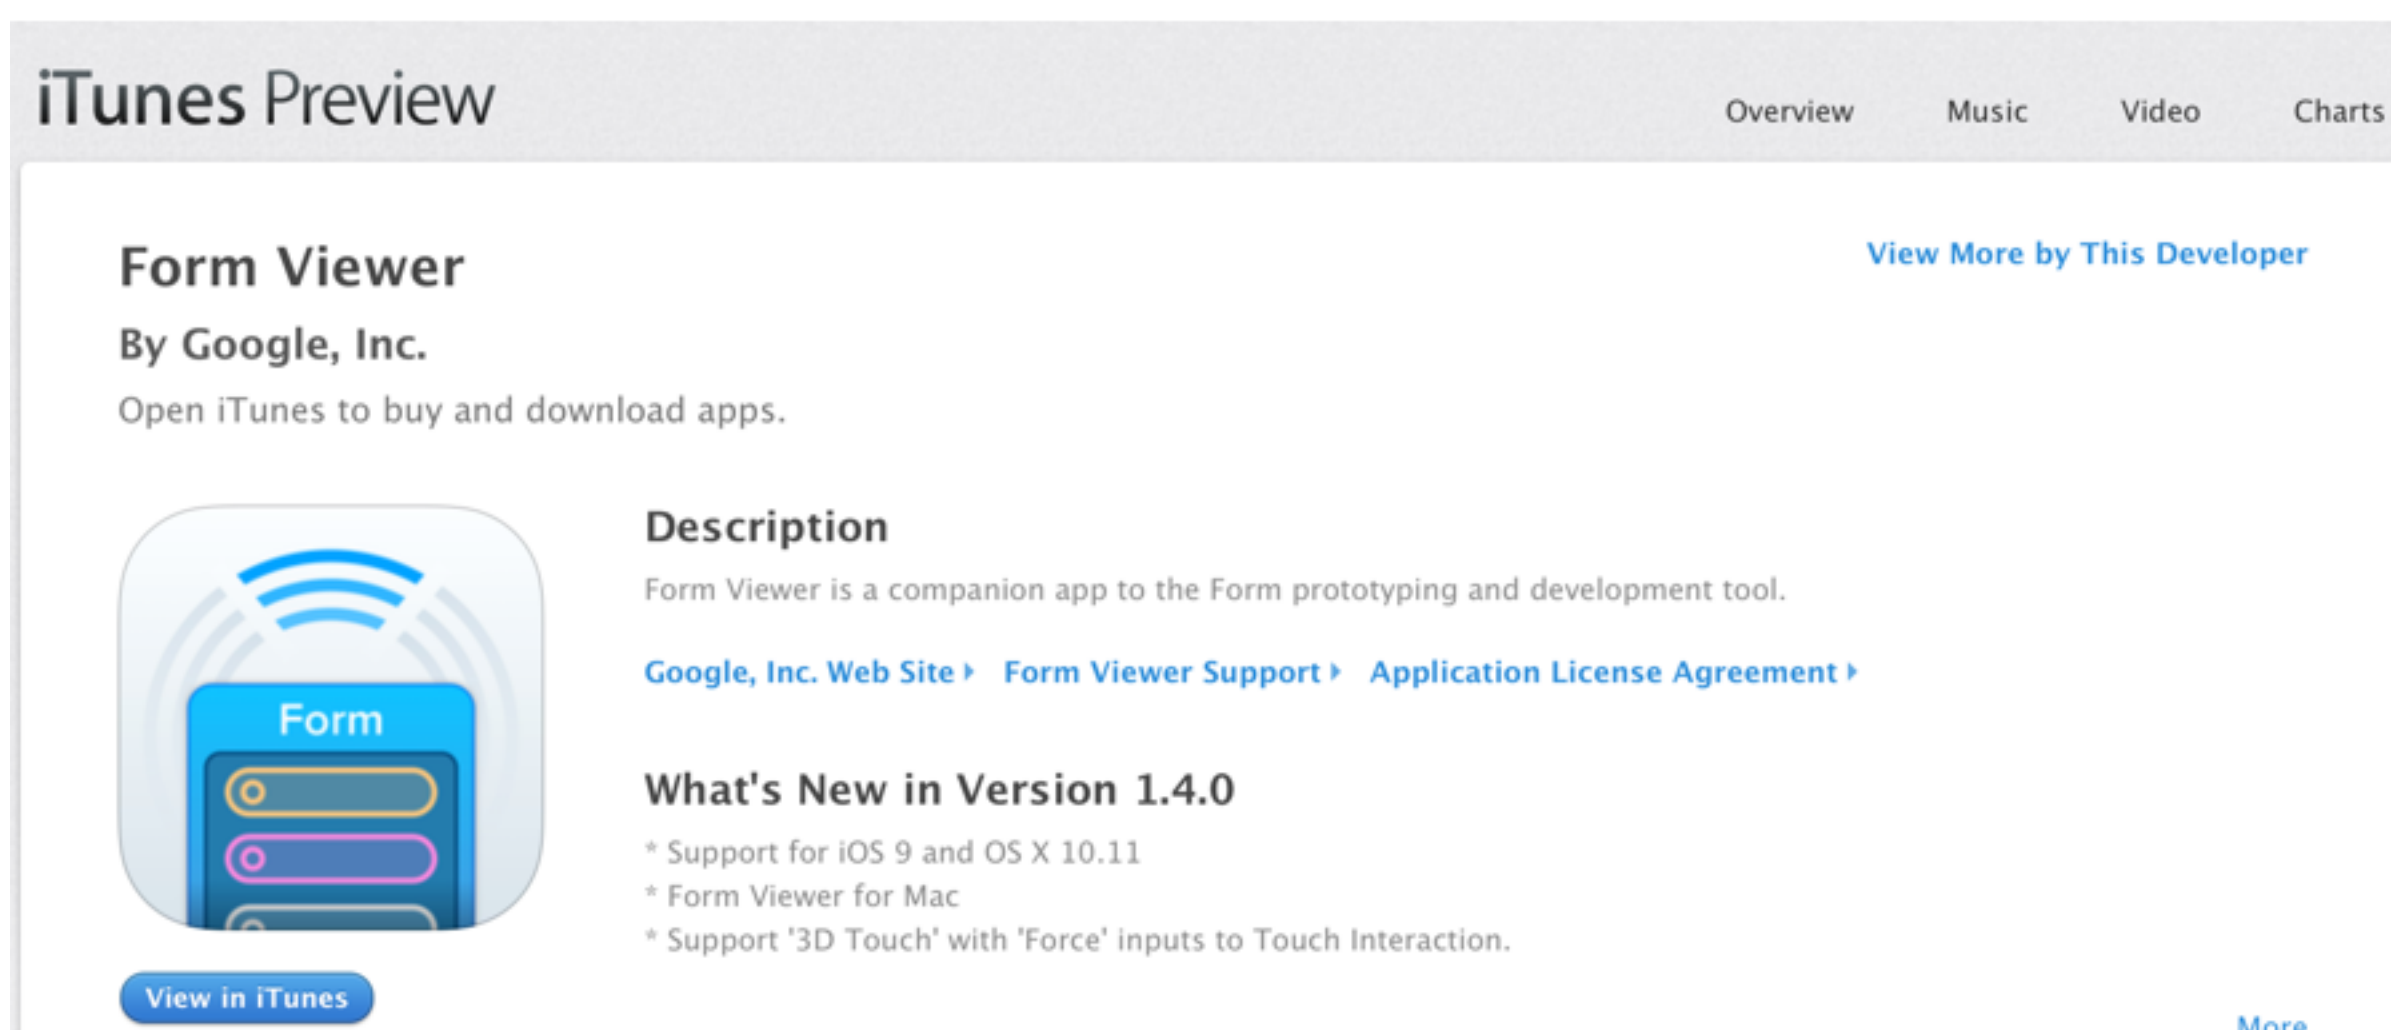 iTunes Preview
Overview Music Video Charts
Form Viewer
View More by This Developer
By Google, Inc.
Open iTunes to buy and download apps.
Form
Description
Form Viewer is a companion app to the Form prototyping and development tool.
Google, Inc. Web Site Form Viewer Support Application License Agreement
What's New in Version 1.4.0
* Support for iOS 9 and OS X 10.11
* Form Viewer for Mac
* Support '3D Touch' with 'Force' inputs to Touch Interaction.
View in iTunes
More